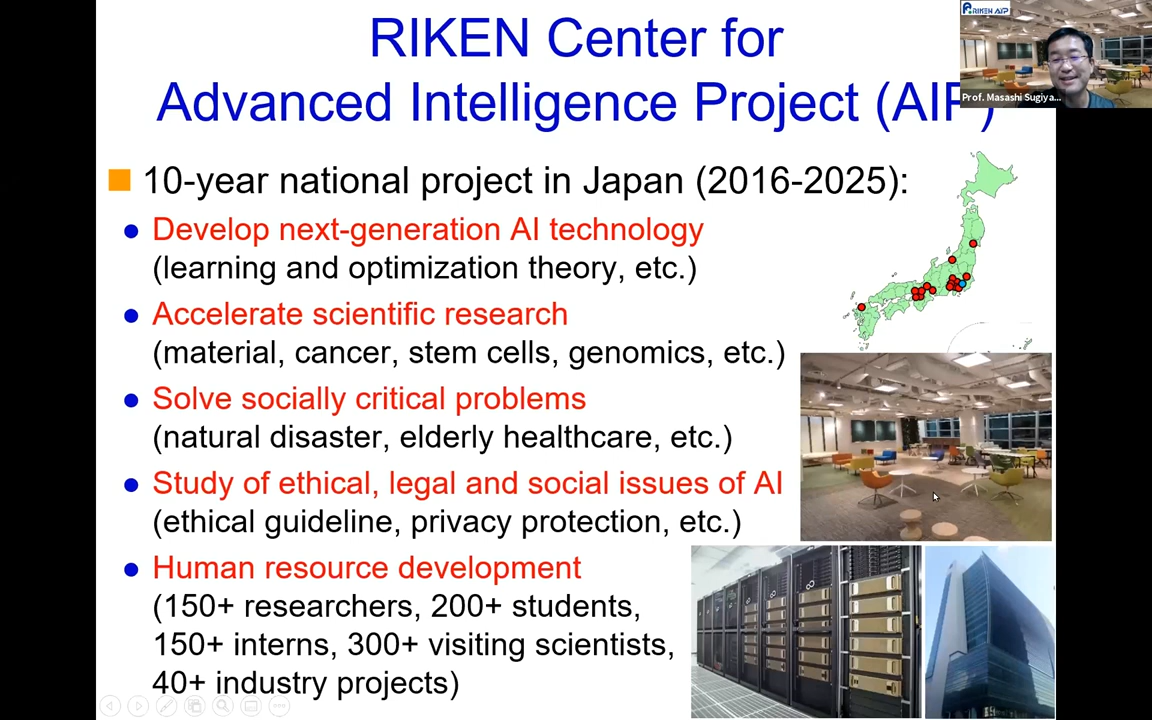 RIKEN Center for
Advanced Intelligence Project (AIP)
RIKEN AIP
Prof. Masashi Sugiya...
10-year national project in Japan (2016-2025):
Develop next-generation AI technology
(learning and optimization theory, etc.)
Accelerate scientific research
(material, cancer, stem cells, genomics, etc.)
Solve socially critical problems
(natural disaster, elderly healthcare, etc.)
Study of ethical, legal and social issues of AI
(ethical guideline, privacy protection, etc.)
Human resource development
(150+ researchers, 200+ students,
150+ interns, 300+ visiting scientists,
40+ industry projects)